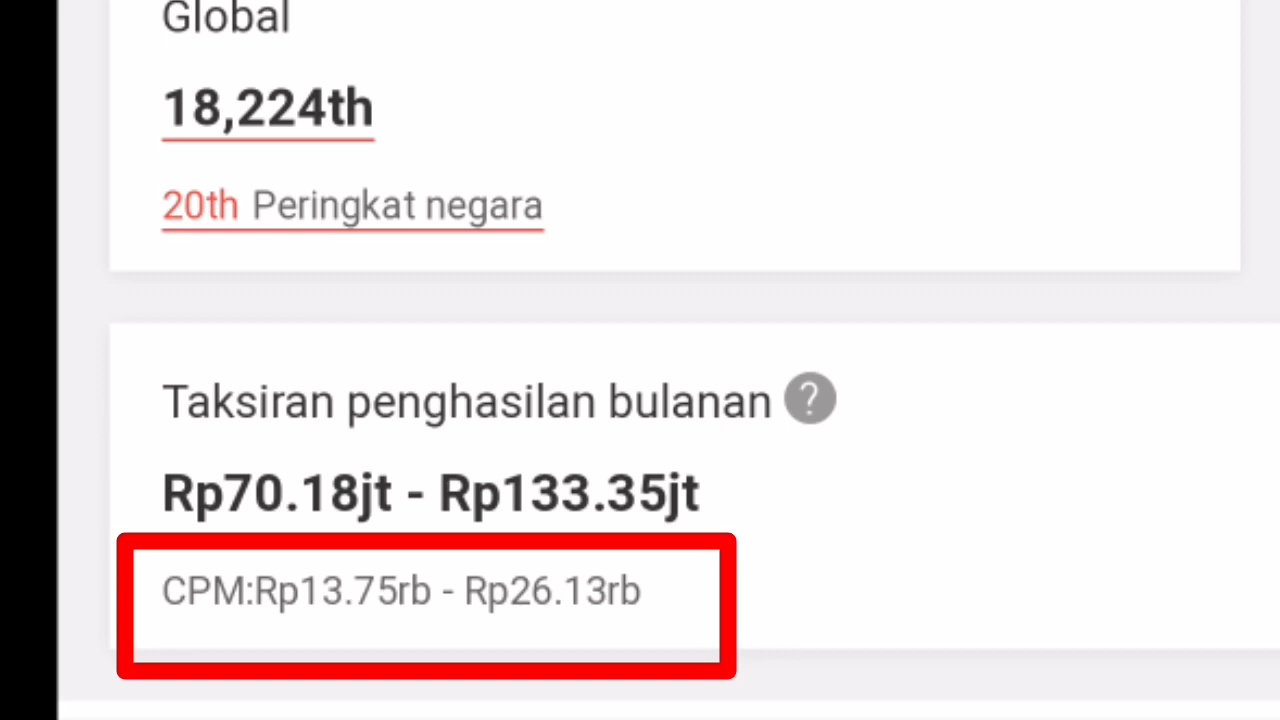 Global
18,224th
20th Peringkat negara
Taksiran penghasilan bulanan ?
Rp70.18jt - Rp133.35jt
CPM:Rp13.75rb - Rp26.13rb